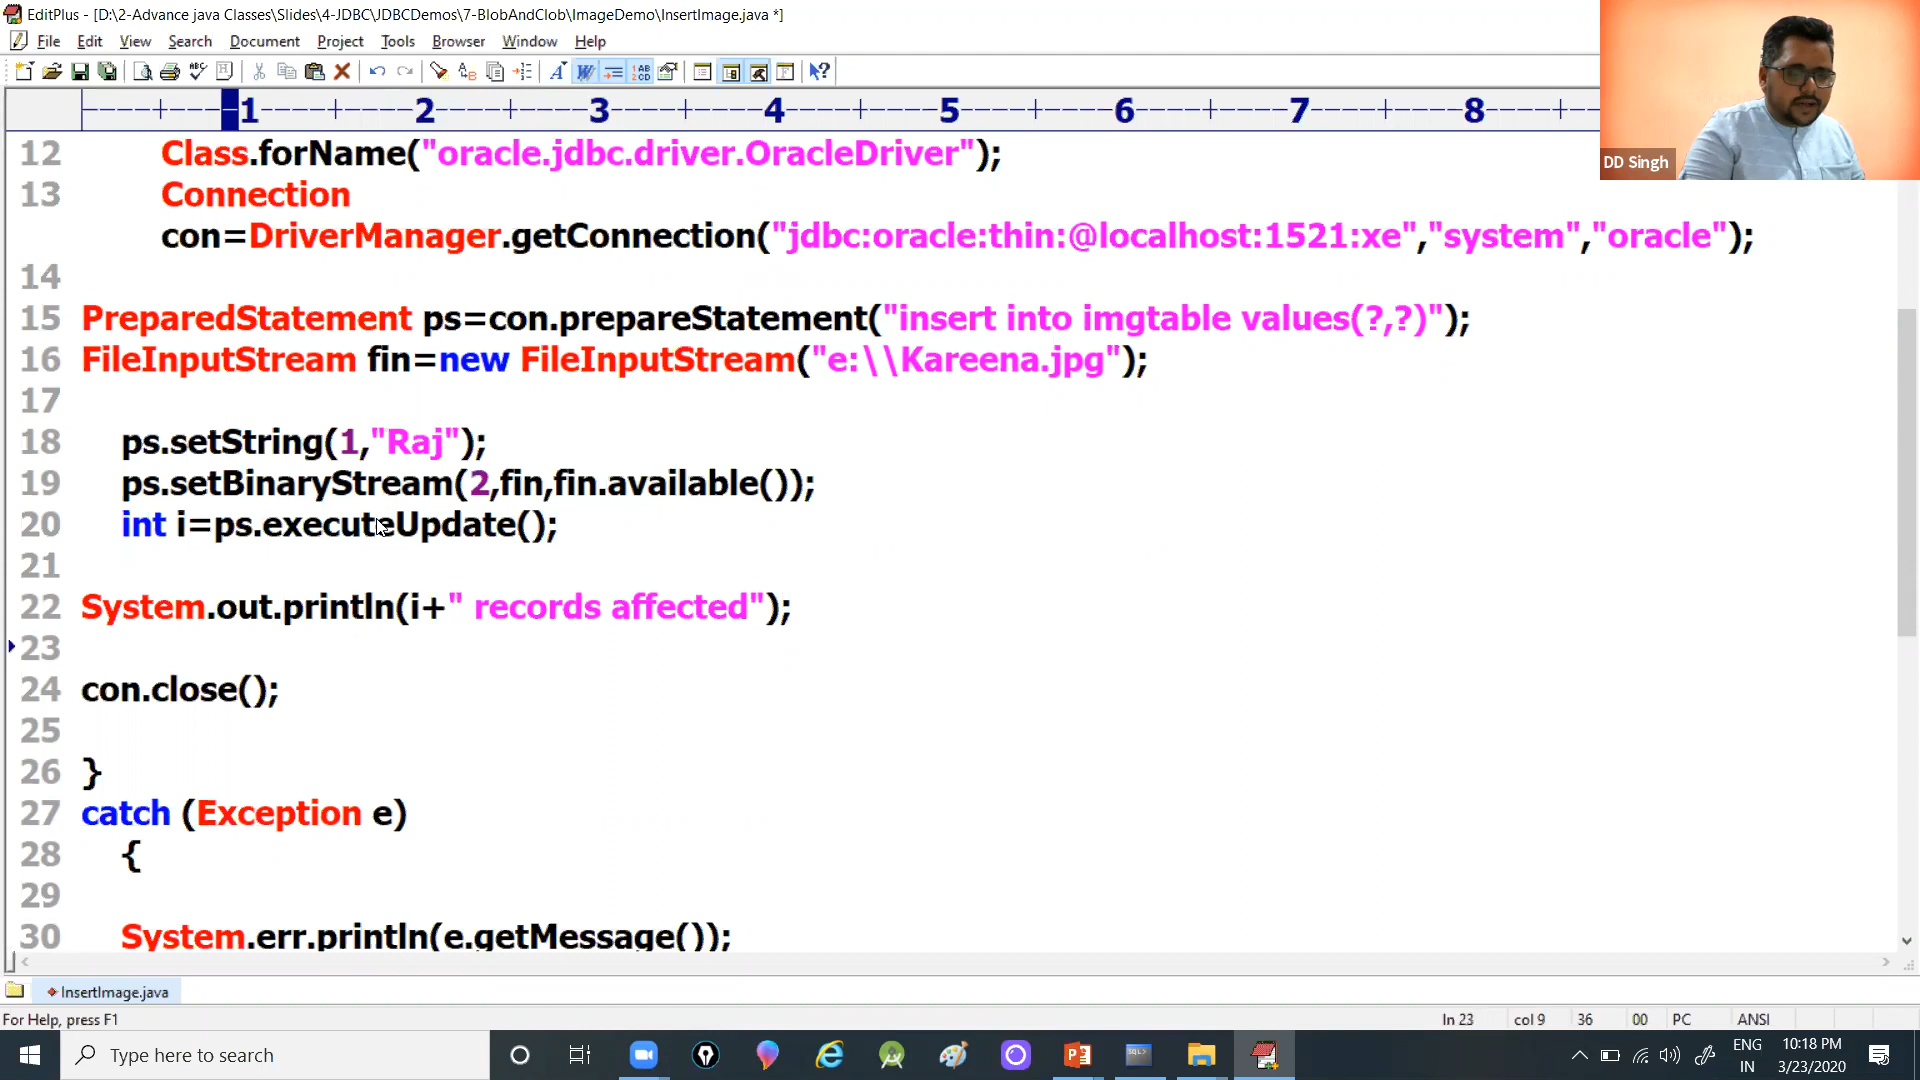 EditPlus - [D:\2-Advance java Classes\Slides\4-JDBC\JDBCDemos\7-BlobAndClob\ImageDemo\InsertImage.java *]
File Edit View Search Document Project Tools Browser Window Help
1 2 3 4 5 6 7 8
DD Singh
12 Class.forName("oracle.jdbc.driver.OracleDriver");
13 Connection
con=DriverManager.getConnection("jdbc:oracle:thin:@localhost:1521:xe","system","oracle");
14
15 PreparedStatement ps=con.prepareStatement("insert into imgtable values(?,?)");
16 FileInputStream fin=new FileInputStream("e:\\Kareena.jpg");
17
18 ps.setString(1,"Raj");
19 ps.setBinaryStream(2,fin,fin.available());
20 int i=ps.executeUpdate();
21
22 System.out.println(i+" records affected");
23
24 con.close();
25
26 }
27 catch (Exception e)
28 {
29
30 System.err.println(e.getMessage());
InsertImage.java
For Help, press F1 ln 23 col 9 36 00 PC ANSI
Type here to search
ENG 10:18 PM
IN 3/23/2020